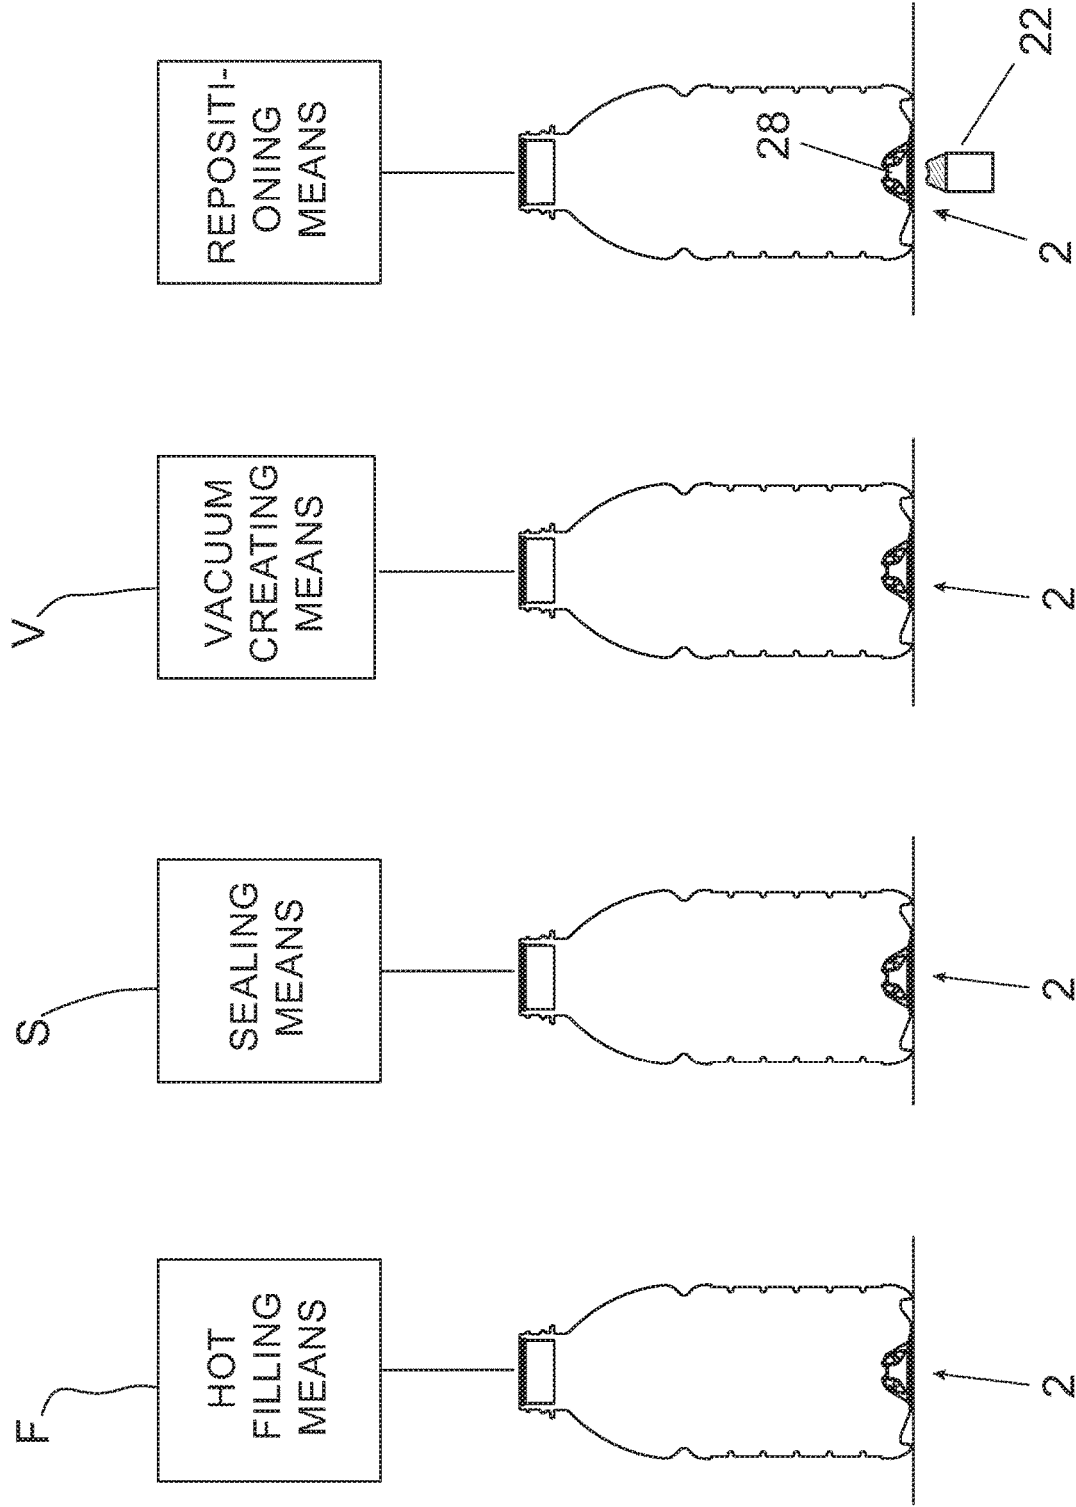 F
HOT
FILLING
MEANS
2
S
SEALING
MEANS
2
V
VACUUM
CREATING
MEANS
2
REPOSITI-
ONING
MEANS
28
2
22